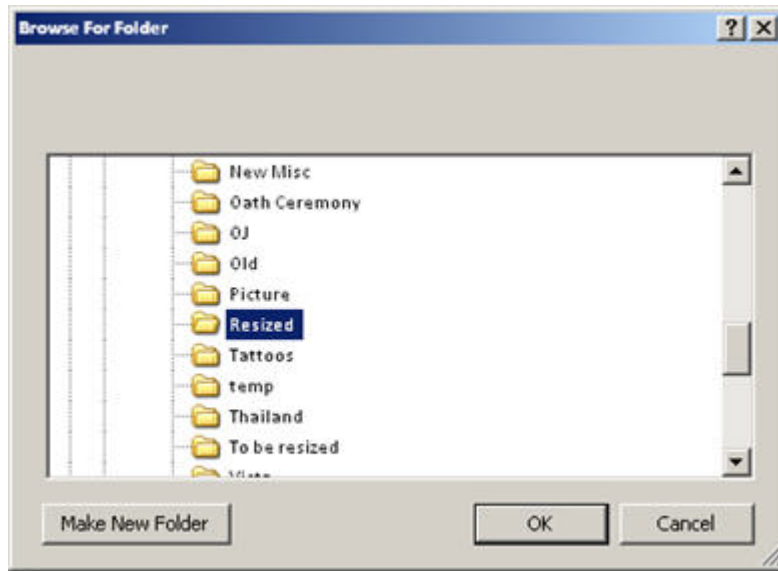 Browse For Folder
New Misc
Oath Ceremony
OJ
Old
Picture
Resized
Tattoos
temp
Thailand
To be resized
Make New Folder
OK
Cancel